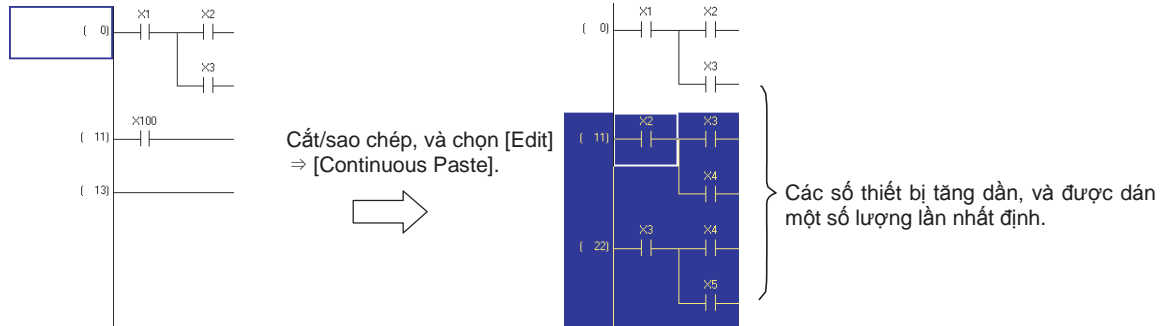 X1 X2
( 0)
X3
X100
( 11)
( 13)
Cắt/sao chép, và chọn [Edit]
⇒ [Continuous Paste].
X1 X2
( 0)
X3
X2 X3
( 11)
X4
X3 X4
( 22)
X5
Các số thiết bị tăng dần, và được dán
một số lượng lần nhất định.